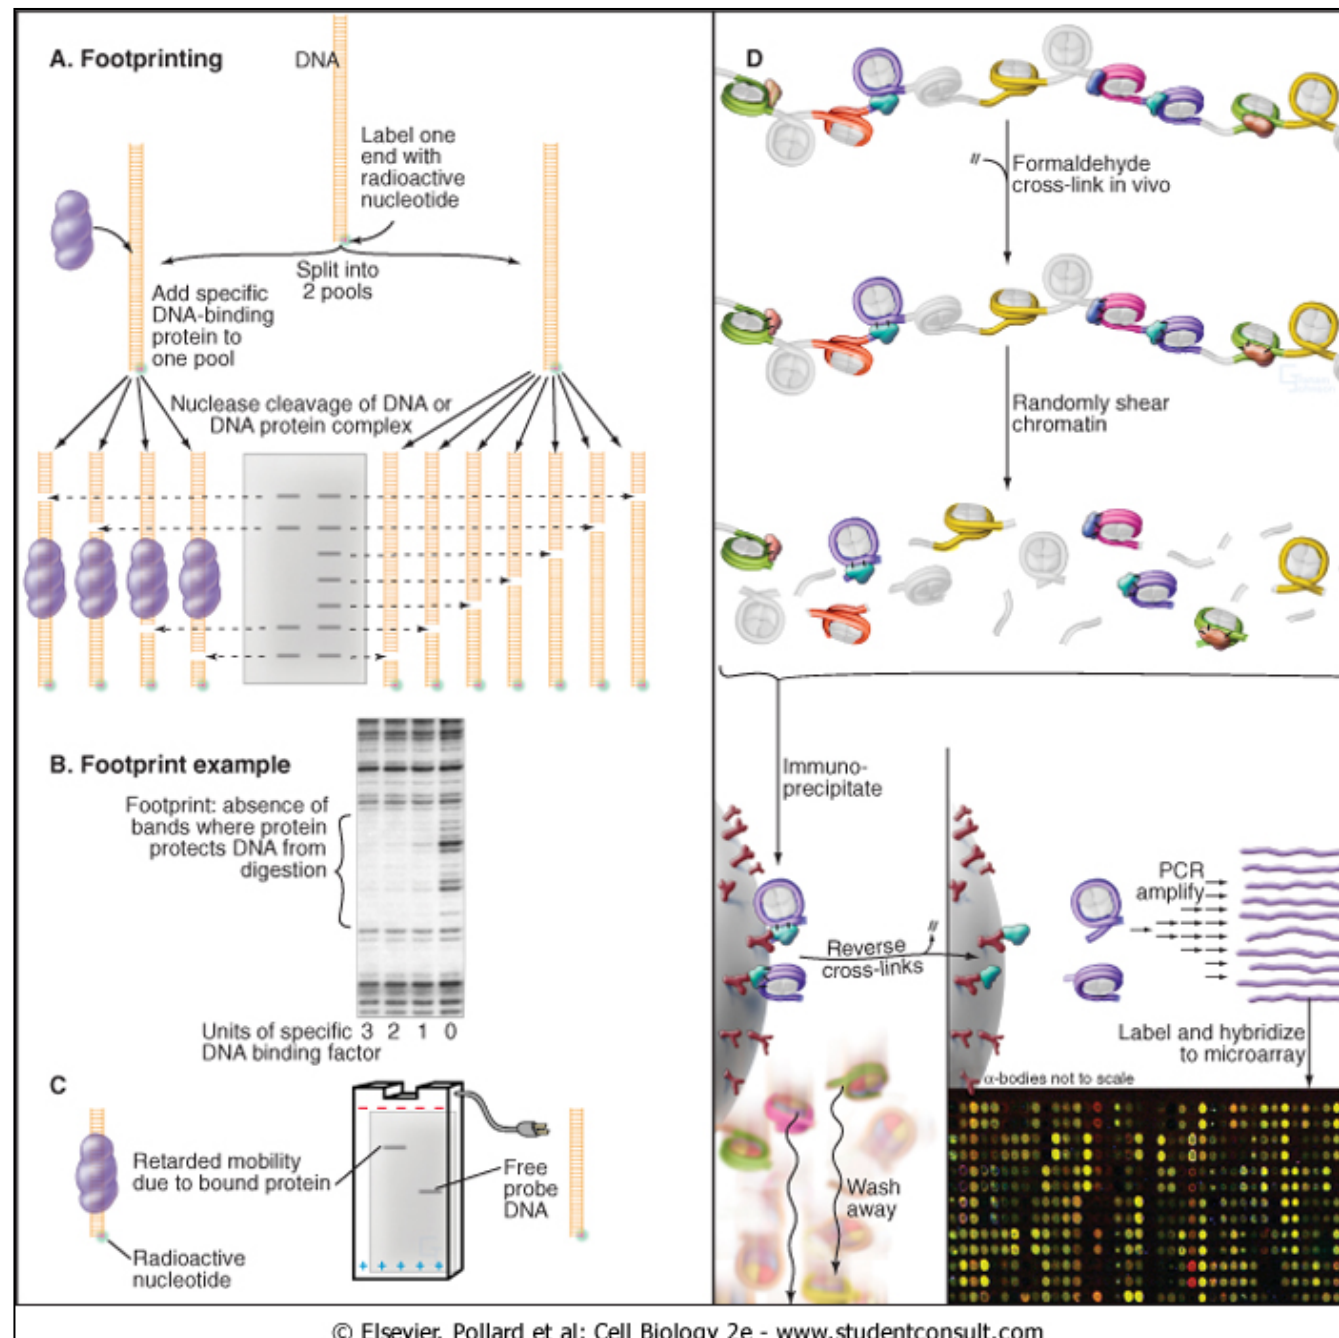 A. Footprinting
DNA
Label one
end with
radioactive
nucleotide
Split into
2 pools
Add specific
DNA-binding
protein to
one pool
Nuclease cleavage of DNA or
DNA protein complex
B. Footprint example
Footprint: absence of
bands where protein
protects DNA from
digestion
Units of specific 3 2 1 0
DNA binding factor
C
Retarded mobility
due to bound protein
Free
probe
DNA
Radioactive
nucleotide
- - - - -
+ + + + +
D
Formaldehyde
cross-link in vivo
Randomly shear
chromatin
Immuno-
precipitate
Reverse
cross-links
PCR
amplify
Label and hybridize
to microarray
α-bodies not to scale
Wash
away
© Elsevier. Pollard et al: Cell Biology 2e - www.studentconsult.com